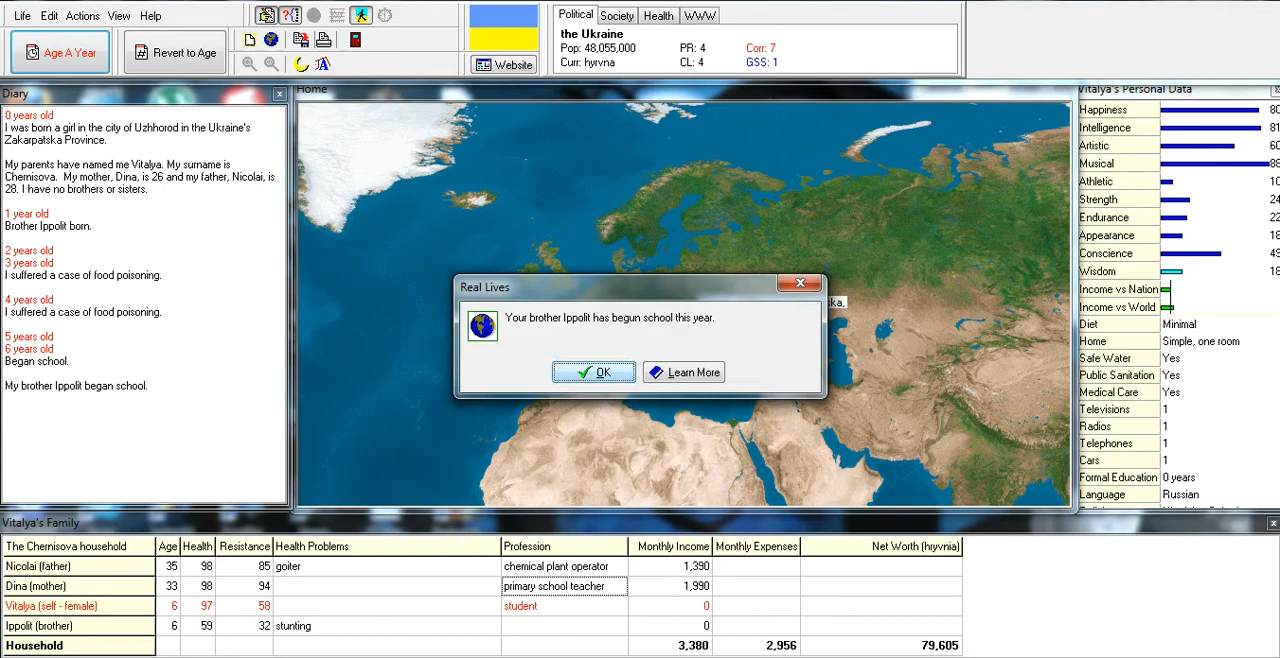 Life Edit Actions View Help
Age A Year
Revert to Age
Website
Political Society Health WWW
the Ukraine
Pop: 48,055,000 PR: 4 Corr: 7
Curr: hyrvna CL: 4 GSS: 1
Diary
0 years old
I was born a girl in the city of Uzhhorod in the Ukraine's
Zakarpatska Province.
My parents have named me Vitalya. My surname is
Chernisova. My mother, Dina, is 26 and my father, Nicolai, is
28. I have no brothers or sisters.
1 year old
Brother Ippolit born.
2 years old
3 years old
I suffered a case of food poisoning.
4 years old
I suffered a case of food poisoning.
5 years old
6 years old
Began school.
My brother Ippolit began school.
Home
ska,
Real Lives
Your brother Ippolit has begun school this year.
OK
Learn More
Vitalya's Personal Data
Happiness 80
Intelligence 81
Artistic 60
Musical 88
Athletic 10
Strength 24
Endurance 22
Appearance 18
Conscience 49
Wisdom 18
Income vs Nation
Income vs World
Diet Minimal
Home Simple, one room
Safe Water Yes
Public Sanitation Yes
Medical Care Yes
Televisions 1
Radios 1
Telephones 1
Cars 1
Formal Education 0 years
Language Russian
Vitalya's Family
The Chernisova household Age Health Resistance Health Problems Profession Monthly Income Monthly Expenses Net Worth (hryvnia)
Nicolai (father) 35 98 85 goiter chemical plant operator 1,390
Dina (mother) 33 98 94 primary school teacher 1,990
Vitalya (self - female) 6 97 58 student 0
Ippolit (brother) 6 59 32 stunting 0
Household 3,380 2,956 79,605